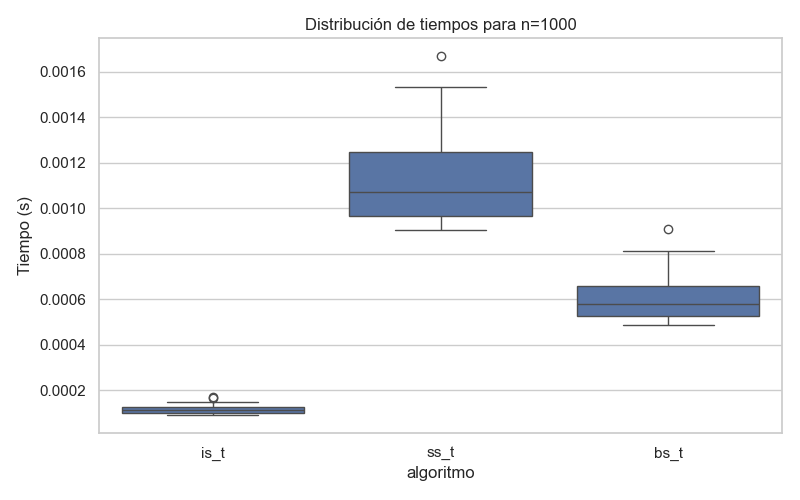 Distribución de tiempos para n=1000
Tiempo (s)
0.0016
0.0014
0.0012
0.0010
0.0008
0.0006
0.0004
0.0002
is_t
ss_t
bs_t
algoritmo